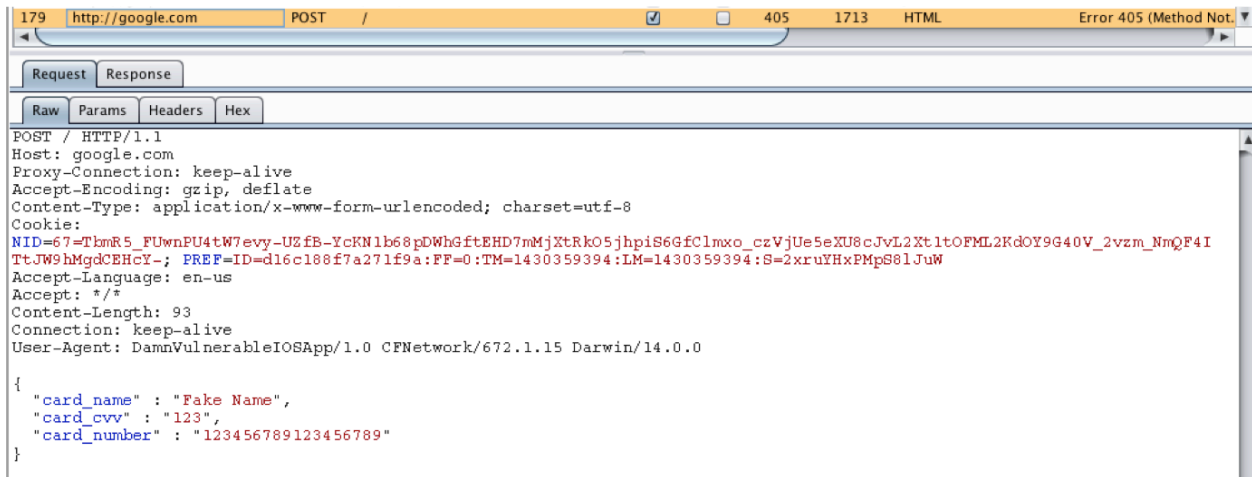 179 http://google.com POST / 405 1713 HTML Error 405 (Method Not.
Request Response
Raw Params Headers Hex
POST / HTTP/1.1
Host: google.com
Proxy-Connection: keep-alive
Accept-Encoding: gzip, deflate
Content-Type: application/x-www-form-urlencoded; charset=utf-8
Cookie:
NID=67=TbmR5_FUwnPU4tW7evy-UZfB-YcKN1b68pDWhGftEHD7mMjXtRkO5jhpiS6GfClmxo_czVjUe5eXU8cJvL2Xt1tOFML2KdOY9G40V_2vzm_NmQF4I
TtJW9hMgdCEHcY-; PREF=ID=d16c188f7a271f9a:FF=0:TM=1430359394:LM=1430359394:S=2xruYHxPMpS8lJuW
Accept-Language: en-us
Accept: */*
Content-Length: 93
Connection: keep-alive
User-Agent: DamnVulnerableIOSApp/1.0 CFNetwork/672.1.15 Darwin/14.0.0
{
"card_name" : "Fake Name",
"card_cvv" : "123",
"card_number" : "123456789123456789"
}